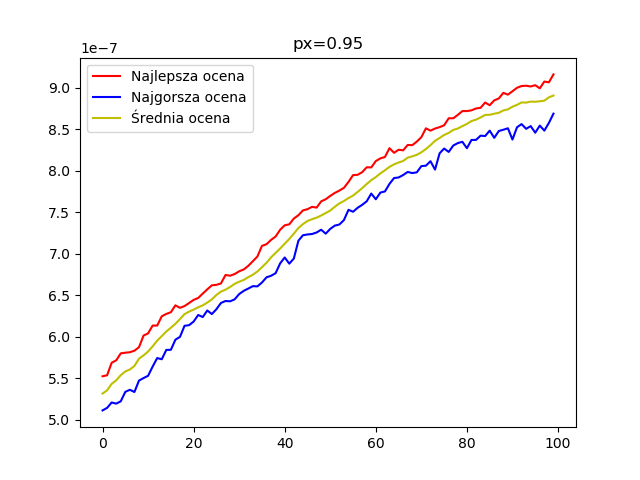 px=0.95
1e−7
Najlepsza ocena
Najgorsza ocena
Średnia ocena
9.0
8.5
8.0
7.5
7.0
6.5
6.0
5.5
5.0
0 20 40 60 80 100